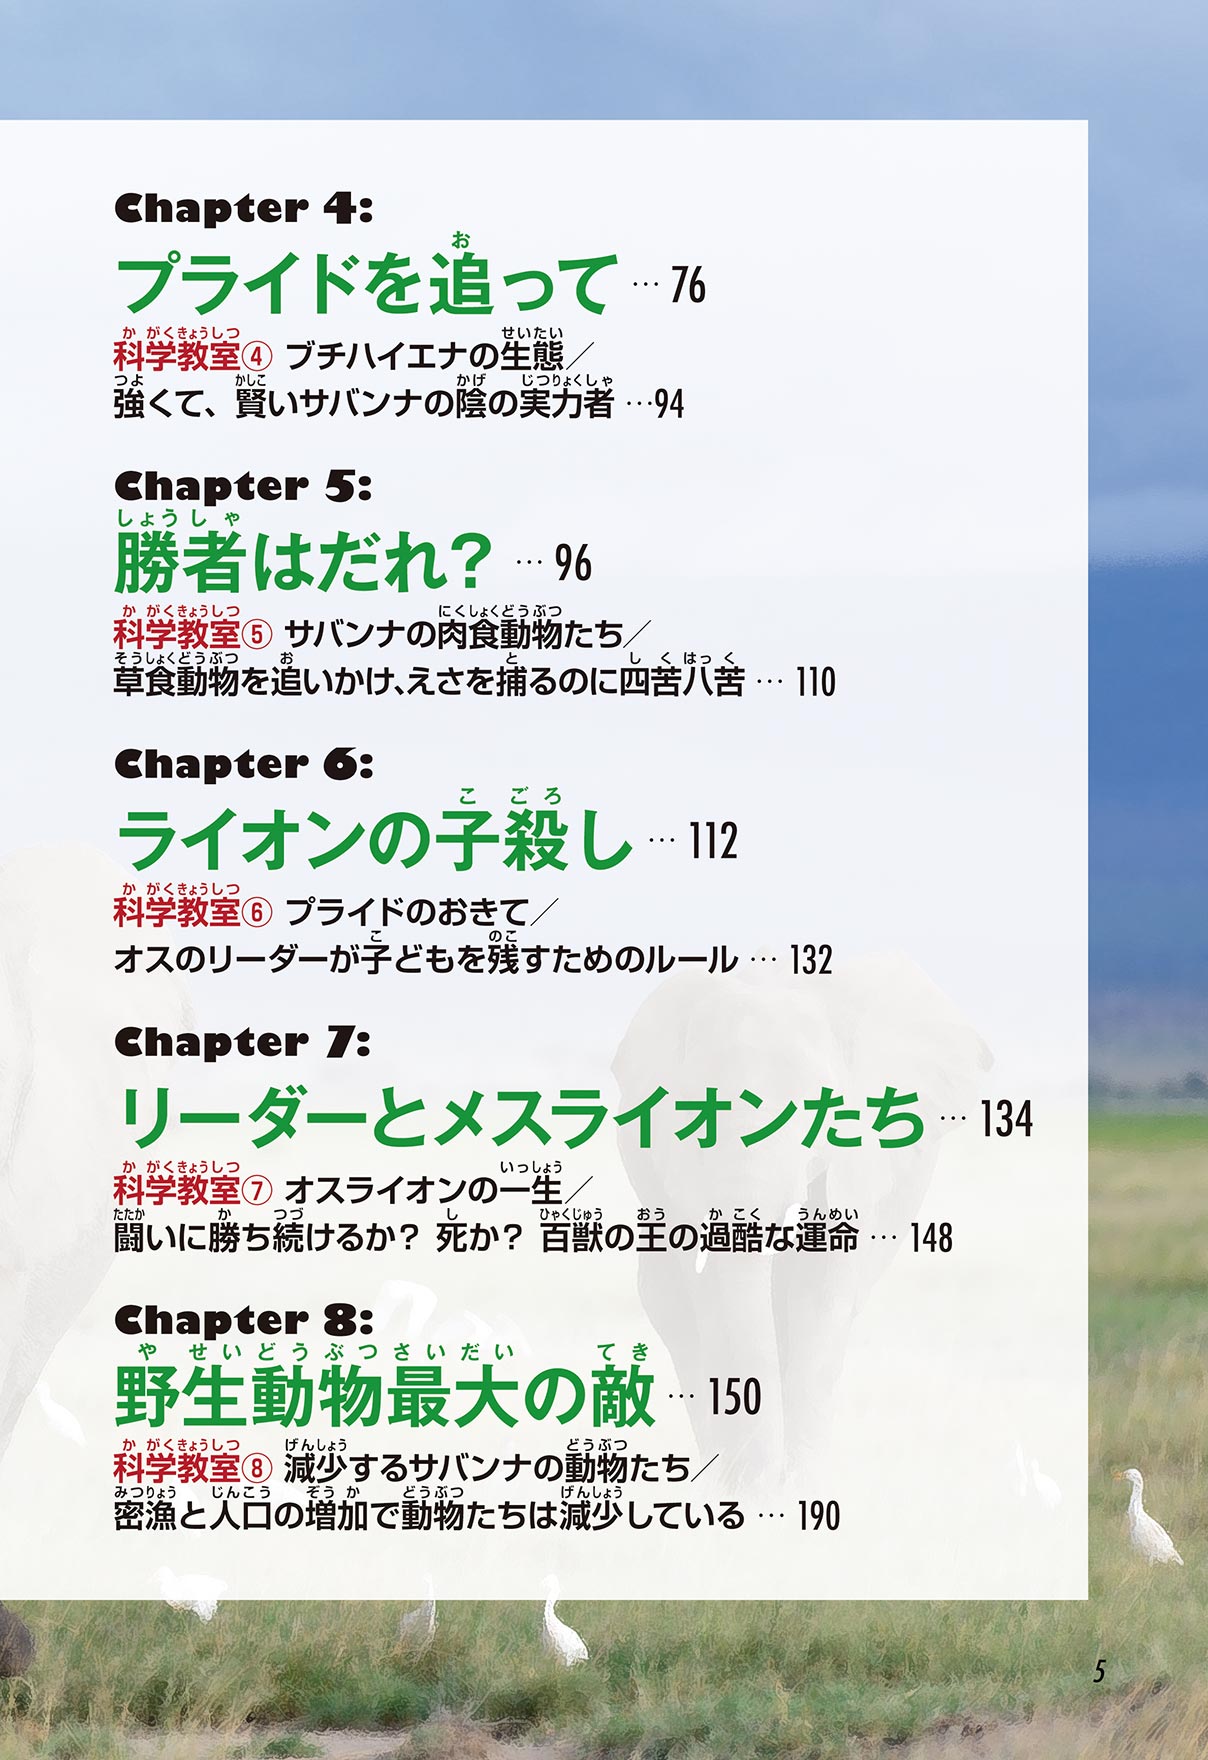 Chapter 4:
プライドを追って … 76
科学教室④ ブチハイエナの生態／
強くて、賢いサバンナの陰の実力者 …94
Chapter 5:
勝者はだれ？ … 96
科学教室⑤ サバンナの肉食動物たち／
草食動物を追いかけ、えさを捕るのに四苦八苦 … 110
Chapter 6:
ライオンの子殺し … 112
科学教室⑥ プライドのおきて／
オスのリーダーが子どもを残すためのルール … 132
Chapter 7:
リーダーとメスライオンたち … 134
科学教室⑦ オスライオンの一生／
闘いに勝ち続けるか？ 死か？ 百獣の王の過酷な運命 … 148
Chapter 8:
野生動物最大の敵 … 150
科学教室⑧ 減少するサバンナの動物たち／
密漁と人口の増加で動物たちは減少している … 190
5